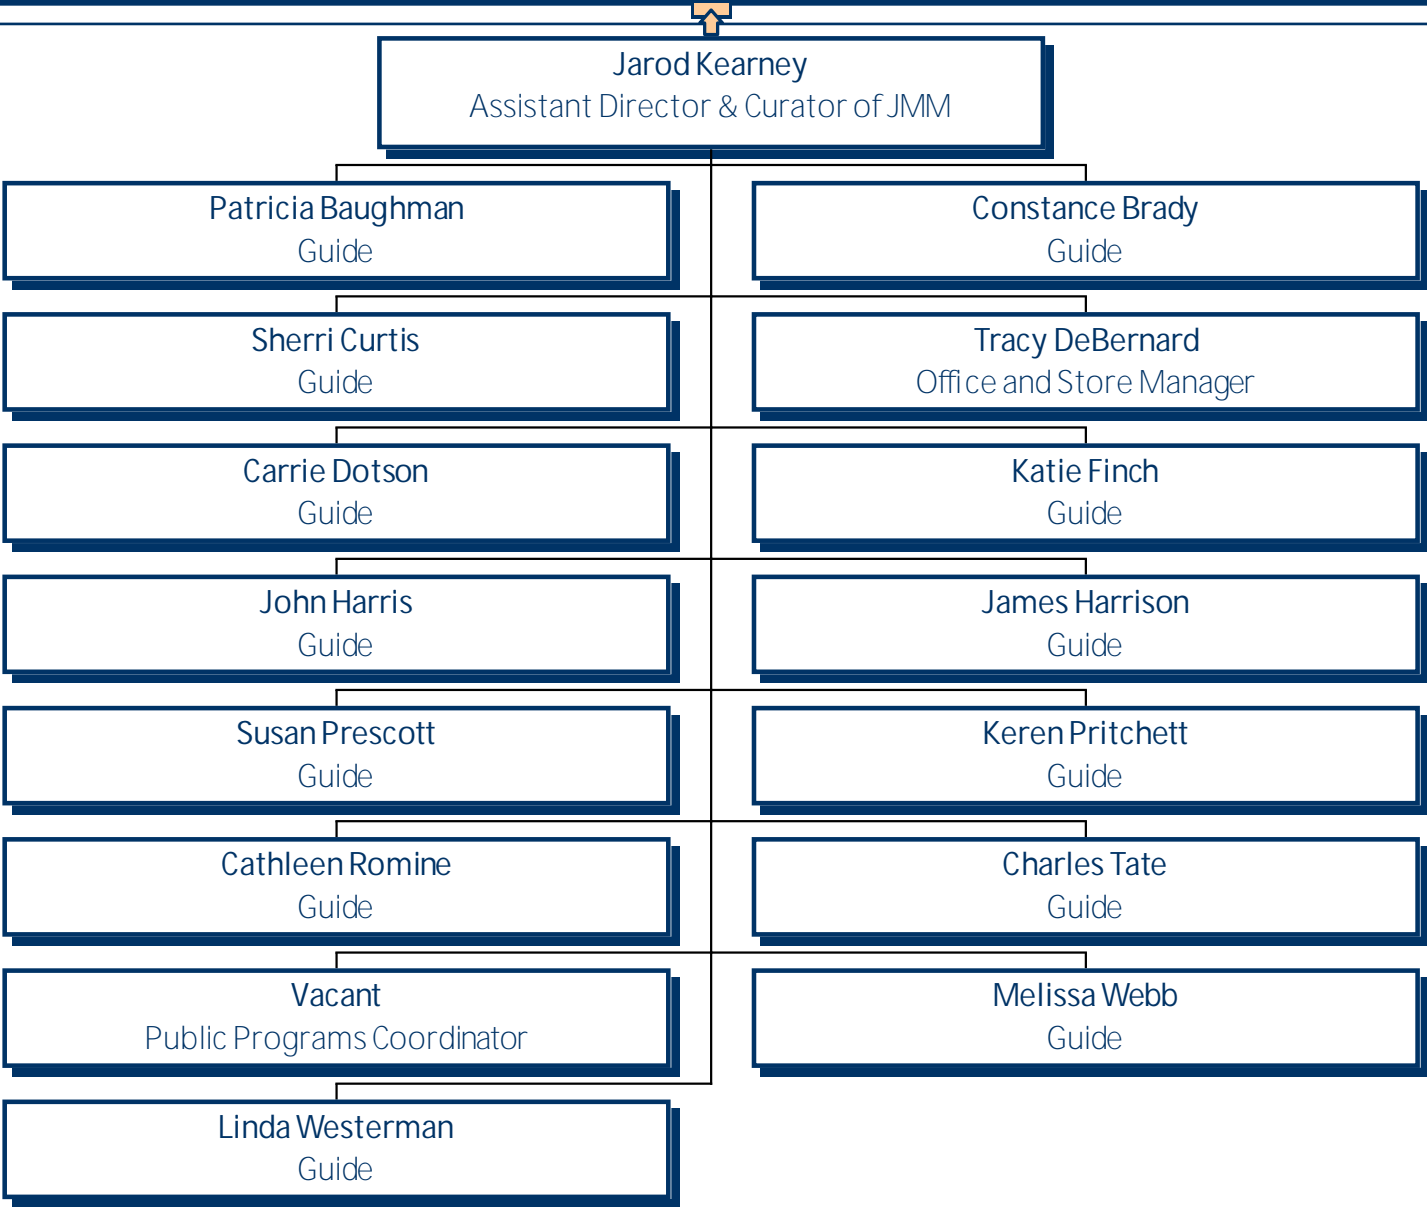 Jarod Kearney
Assistant Director & Curator of JMM
Patricia Baughman
Guide
Constance Brady
Guide
Sherri Curtis
Guide
Tracy DeBernard
Office and Store Manager
Carrie Dotson
Guide
Katie Finch
Guide
John Harris
Guide
James Harrison
Guide
Susan Prescott
Guide
Keren Pritchett
Guide
Cathleen Romine
Guide
Charles Tate
Guide
Vacant
Public Programs Coordinator
Melissa Webb
Guide
Linda Westerman
Guide